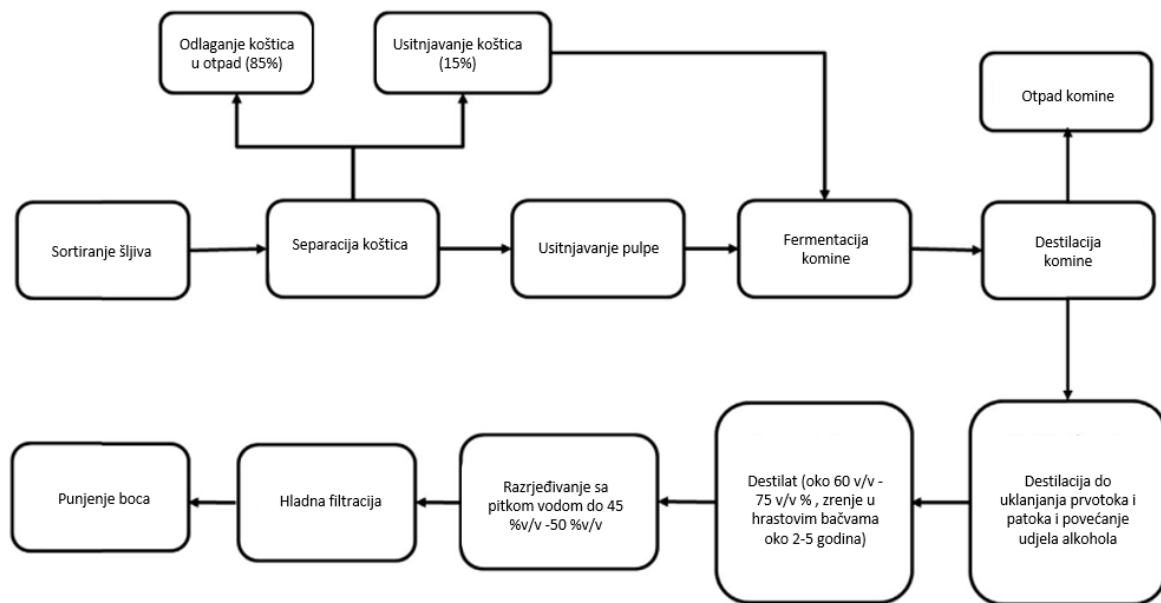 Odlaganje koštica
u otpad (85%)
Usitnjavanje koštica
(15%)
Otpad komine
Sortiranje šljiva
Separacija koštica
Usitnjavanje pulpe
Fermentacija
komine
Destilacija
komine
Punjenje boca
Hladna filtracija
Razrjeđivanje sa
pitkom vodom do 45
%v/v -50 %v/v
Destilat (oko 60 v/v -
75 v/v % , zrenje u
hrastovim bačvama
oko 2-5 godina)
Destilacija do
uklanjanja prvotoka i
patoka i povećanje
udjela alkohola